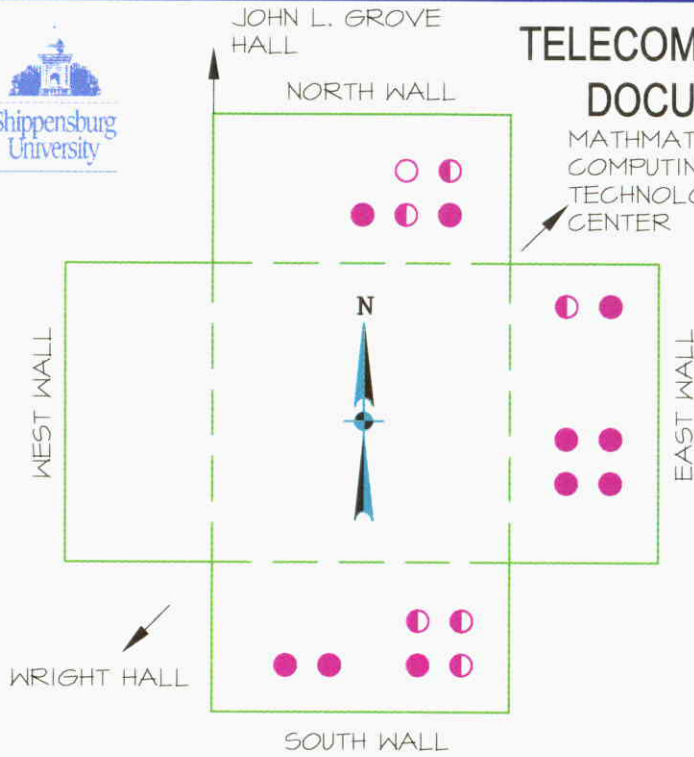 Shippensburg
University
JOHN L. GROVE
HALL
TELECOM
DOCU
NORTH WALL
MATHMAT
COMPUTIN
TECHNOLO
CENTER
N
WEST WALL
EAST WALL
WRIGHT HALL
SOUTH WALL